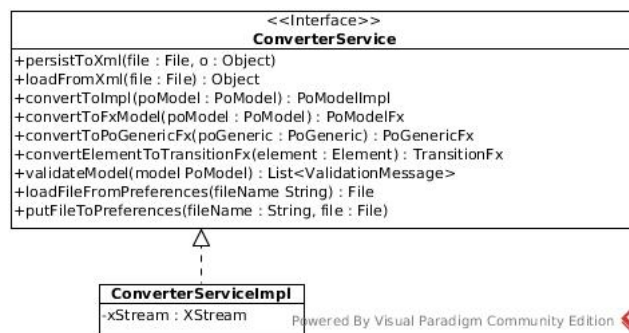 <<Interface>>
ConverterService
+persistToXml(file : File, o : Object)
+loadFromXml(file : File) : Object
+convertToImpl(poModel : PoModel) : PoModelImpl
+convertToFxModel(poModel : PoModel) : PoModelFx
+convertToPoGenericFx(poGeneric : PoGeneric) : PoGenericFx
+convertElementToTransitionFx(element : Element) : TransitionFx
+validateModel(model PoModel) : List<ValidationMessage>
+loadFileFromPreferences(fileName String) : File
+putFileToPreferences(fileName : String, file : File)
ConverterServiceImpl
-xStream : XStream
Powered By Visual Paradigm Community Edition